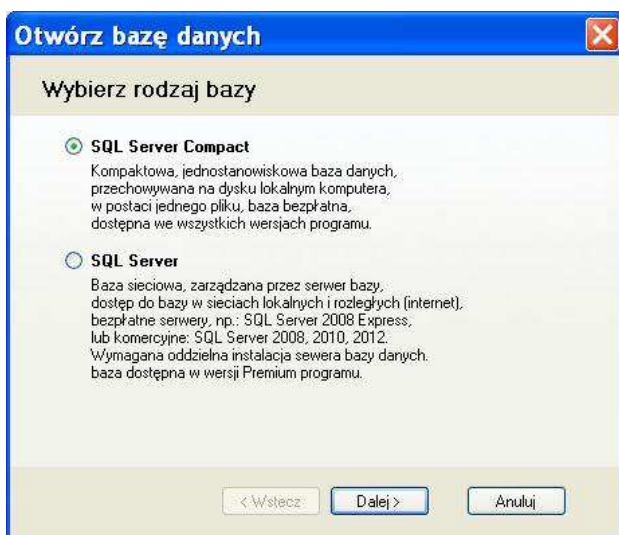 Otwórz bazę danych
Wybierz rodzaj bazy
SQL Server Compact
Kompaktowa, jednostanowiskowa baza danych,
przechowywana na dysku lokalnym komputera,
w postaci jednego pliku, baza bezpłatna,
dostępna we wszystkich wersjach programu.
SQL Server
Baza sieciowa, zarządzana przez serwer bazy,
dostęp do bazy w sieciach lokalnych i rozległych (internet),
bezpłatne serwery, np.: SQL Server 2008 Express,
lub komercyjne: SQL Server 2008, 2010, 2012.
Wymagana oddzielna instalacja sewera bazy danych.
baza dostępna w wersji Premium programu.
< Wstecz Dalej > Anuluj